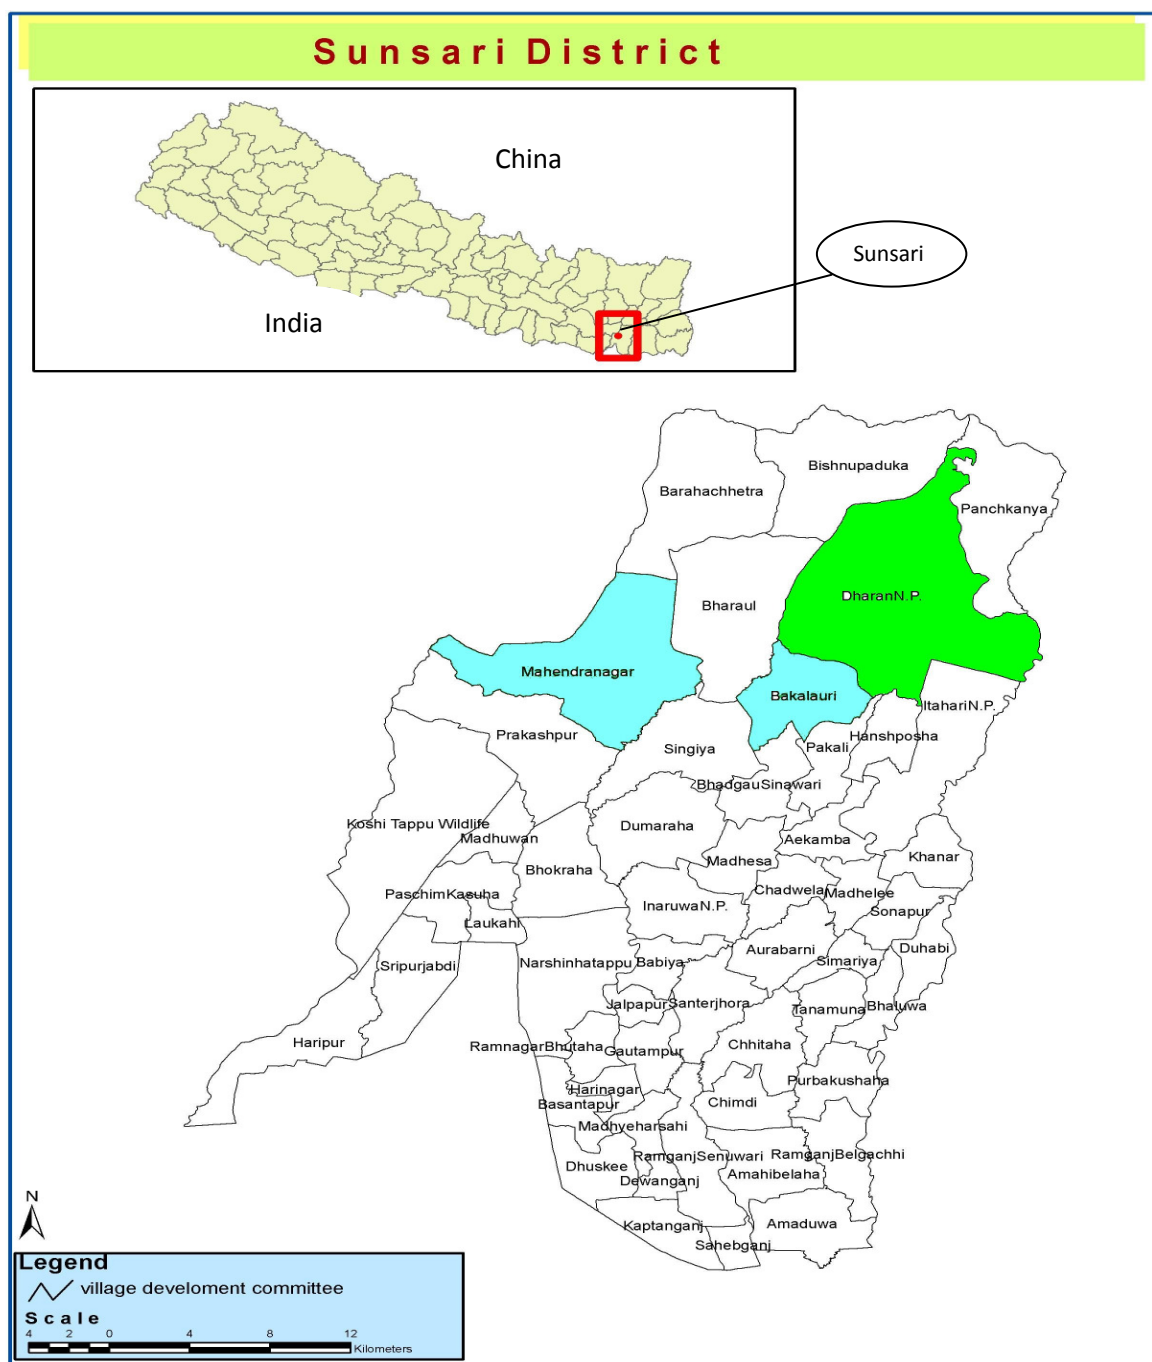 Sunsari District
China
Sunsari
India
Bishnupaduka
Barahachhetra
Panchkanya
DharanN.P.
Bharaul
Mahendranagar
Bakalauri
ItahariN.P.
Prakashpur
Hanshposha
Singiya
Pakali
BhadgauSinawari
Koshi Tappu Wildlife
Dumaraha
Madhuwan
Aekamba
Khanar
Madhesa
Bhokraha
PaschimKasuha
Chadwela
Madhelee
InaruwaN.P.
Sonapur
Laukahi
Aurabarni
Duhabi
Sripurjabdi
Narshinhatappu
Babiya
Simariya
Jalpapur
Santerjhora
Tanamuna
Bhaluwa
Haripur
RamnagarBhutaha
Gautampur
Chhitaha
Purbakushaha
Harinagar
Basantapur
Chimdi
Madhyeharsahi
RamganjSenuwari
RamganjBelgachhi
Dhuskee
Dewanganj
Amahibelaha
Kaptanganj
Amaduwa
Sahebganj
N
Legend
village develoment committee
Scale
4 2 0 4 8 12
Kilometers